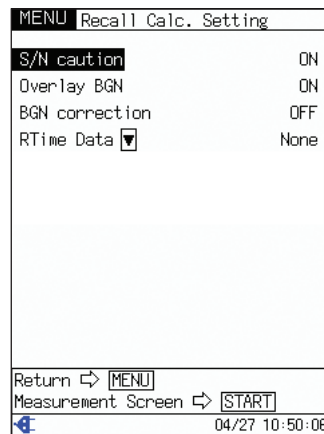 MENU Recall Calc. Setting
S/N caution ON
Overlay BGN ON
BGN correction OFF
RTime Data ▼ None
Return ⇨ MENU
Measurement Screen ⇨ START
04/27 10:50:06